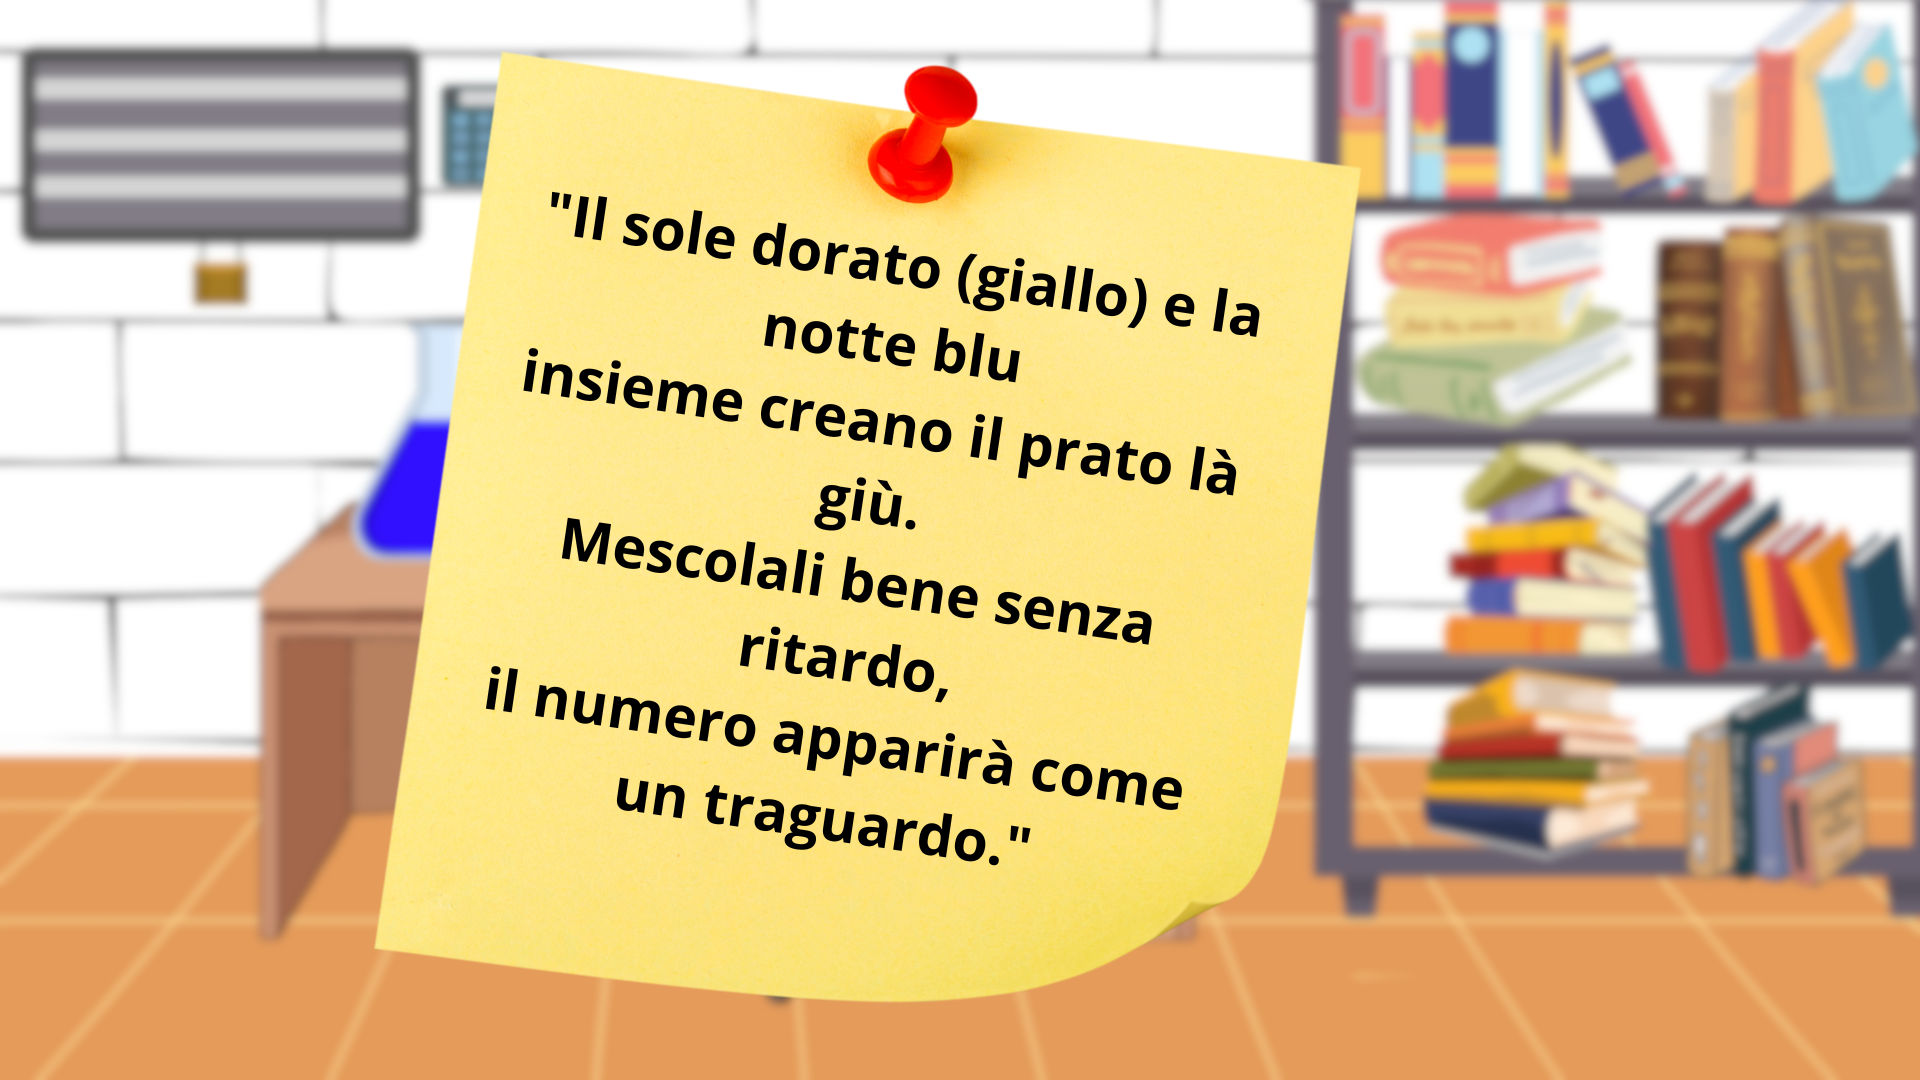 "Il sole dorato (giallo) e la
notte blu
insieme creano il prato là
giù.
Mescolali bene senza
ritardo,
il numero apparirà come
un traguardo."